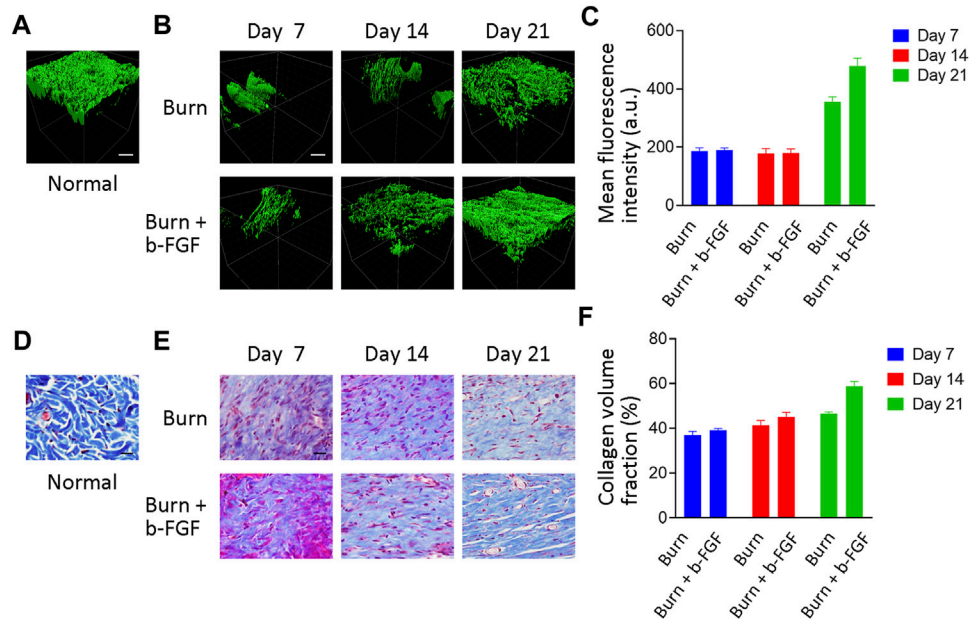 A
Normal
B
Day 7
Day 14
Day 21
Burn
Burn +
b-FGF
C
Mean fluorescence
intensity (a.u.)
600
400
200
0
Burn
Burn + b-FGF
Burn
Burn + b-FGF
Burn
Burn + b-FGF
Day 7
Day 14
Day 21
D
Normal
E
Day 7
Day 14
Day 21
Burn
Burn +
b-FGF
F
Collagen volume
fraction (%)
80
60
40
20
0
Burn
Burn + b-FGF
Burn
Burn + b-FGF
Burn
Burn + b-FGF
Day 7
Day 14
Day 21